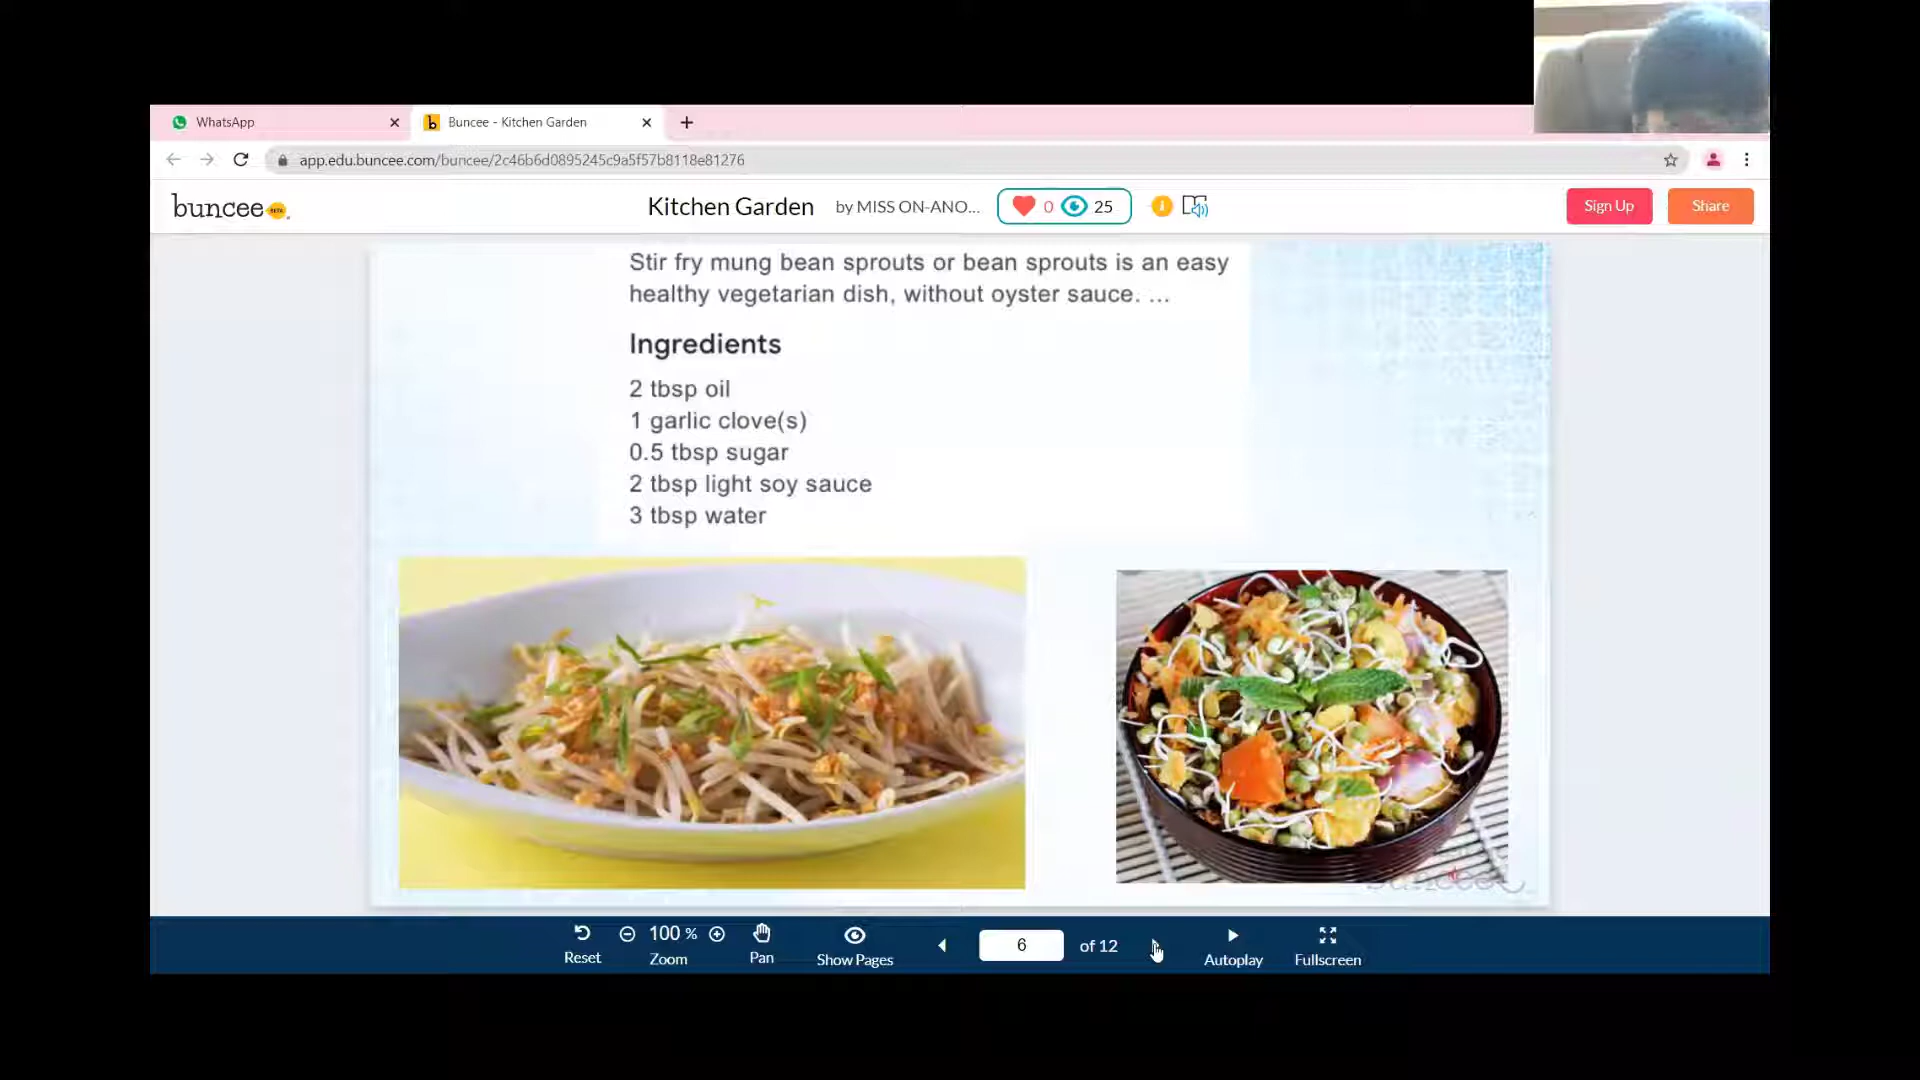 WhatsApp
Buncee - Kitchen Garden
app.edu.buncee.com/buncee/2c46b6d0895245c9a5f57b8118e81276
buncee BETA
Kitchen Garden
by MISS ON-ANO...
0
25
Sign Up
Share
Stir fry mung bean sprouts or bean sprouts is an easy
healthy vegetarian dish, without oyster sauce. ...
Ingredients
2 tbsp oil
1 garlic clove(s)
0.5 tbsp sugar
2 tbsp light soy sauce
3 tbsp water
buncee
Reset
100 %
Zoom
Pan
Show Pages
6
of 12
Autoplay
Fullscreen